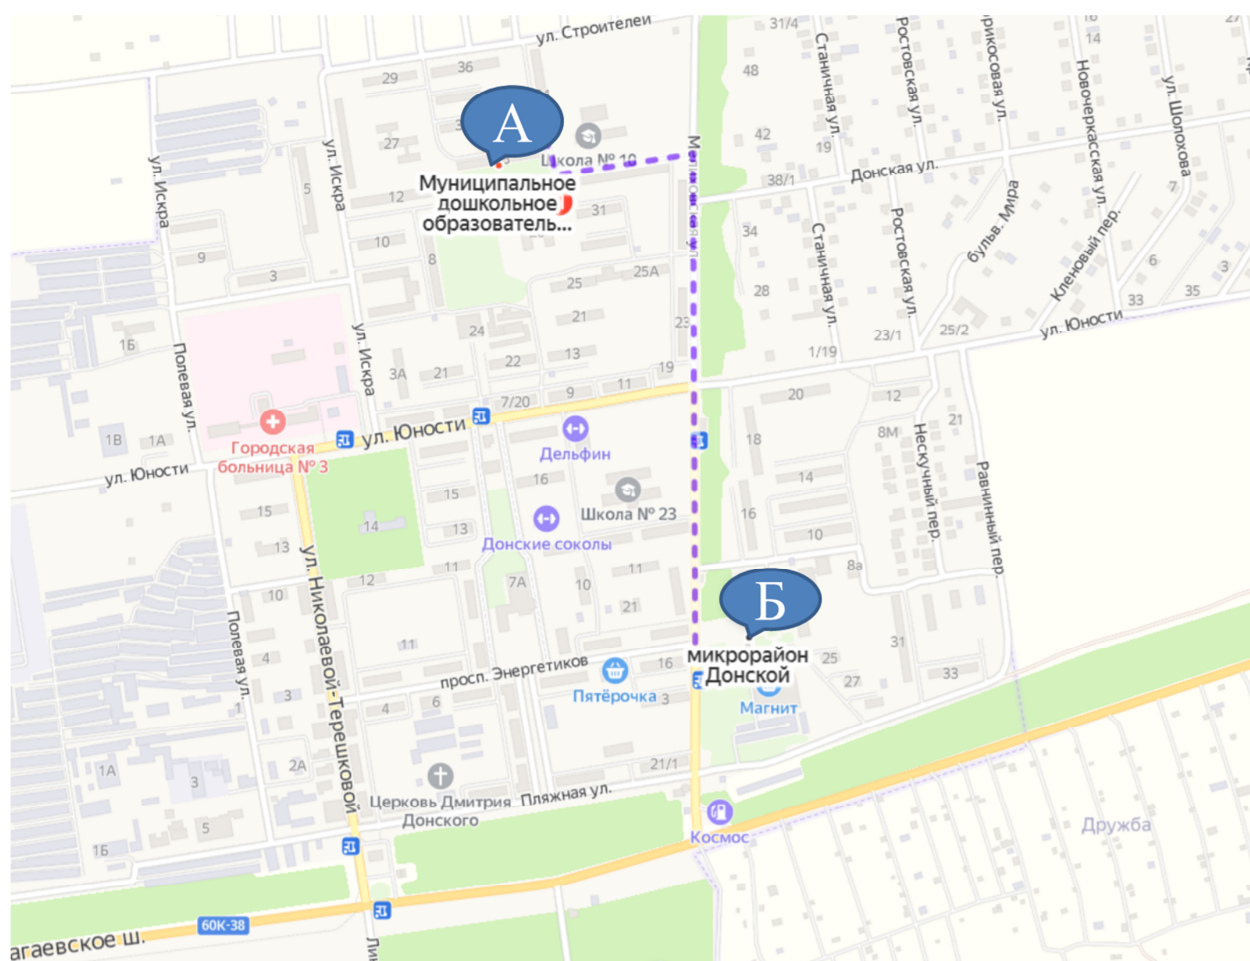 ул. Строителей
31/4
Станичная ул.
Ростовская ул.
14
Новочеркасская ул.
ул. Шолохова
27
29
36
48
А
27
ул. Искра
ул. Искра
5
Школа № 19
42
19
Донская ул.
38/1
Муниципальное
дошкольное
образователь...
12
31
7
10
8
34
Станичная ул.
Ростовская ул.
бульв. Мира
Кленовый пер.
6
3
9
3
25
25А
28
33
35
ул. Юности
1Б
Полевая ул.
ул. Искра
24
21
23
23/1
25/2
1/19
22
13
3А
21
19
11
9
7/20
20
12
1В
1А
Городская
больница № 3
ул. Юности
ул. Юности
Дельфин
18
8М
21
Нескучный пер.
Равнинный пер.
15
16
Школа № 23
14
16
15
14
13
Донские соколы
10
13
ул. Николаевой-Терешковой
12
11
7А
11
10
8а
10
Б
21
Полевая ул.
11
31
4
просп. Энергетиков
микрорайон
Донской
25
16
Пятёрочка
27
33
3
3
1
4
6
Магнит
2А
21/1
1А
3
Церковь Дмитрия
Донского
Пляжная ул.
Космос
Дружба
5
1Б
60К-38
агаевское ш.